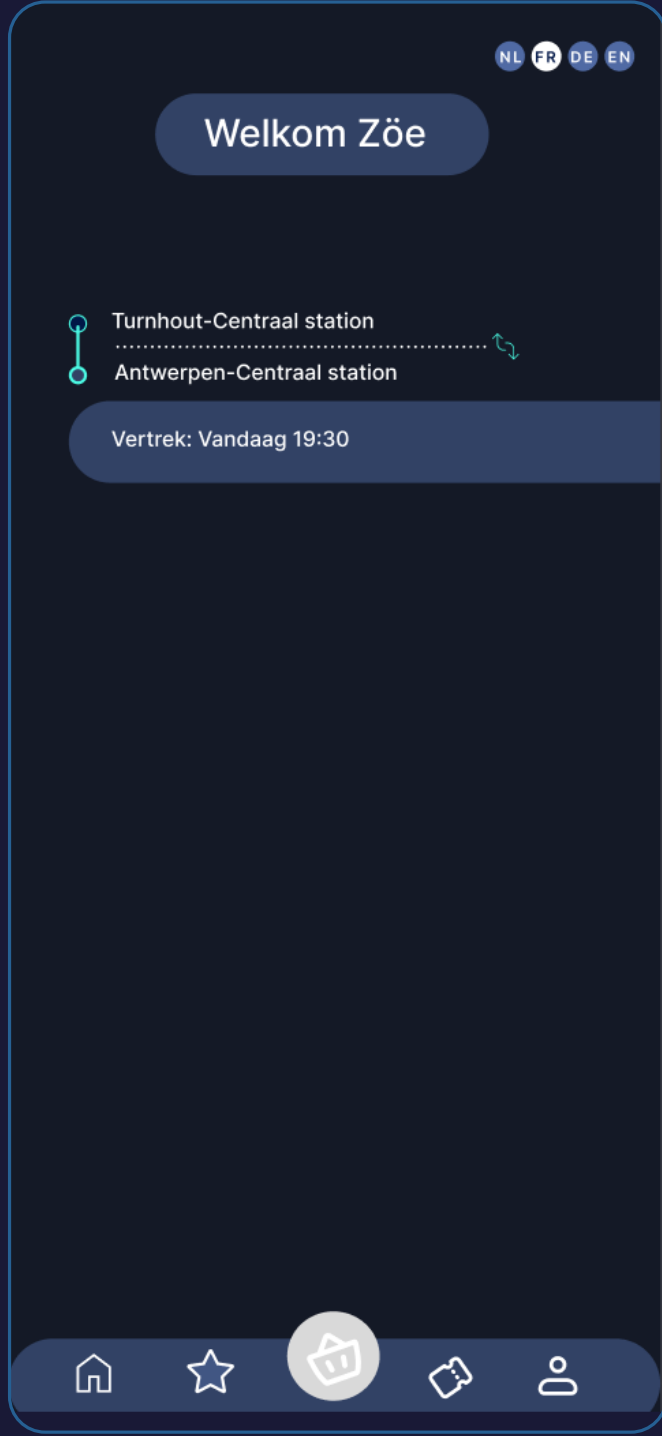 NL FR DE EN
Welkom Zöe
Turnhout-Centraal station
Antwerpen-Centraal station
Vertrek: Vandaag 19:30